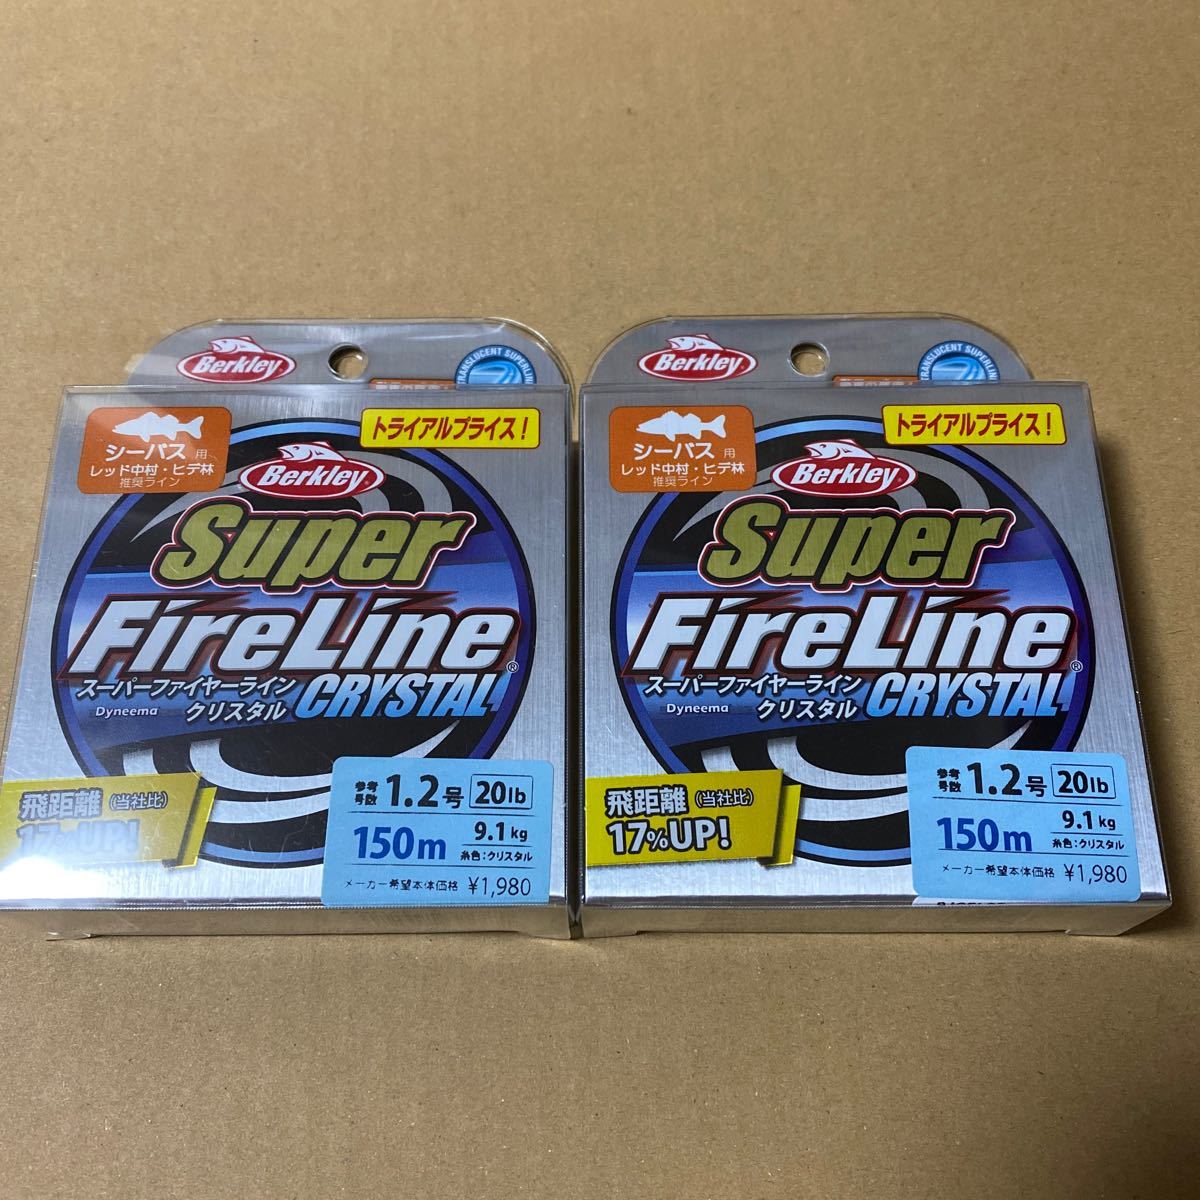 Berkley
TRANSLUCENT SUPERLINE
シーバス用
レッド中村・ヒデ林
推奨ライン
トライアルプライス!
Berkley
Super
FireLine®
スーパーファイヤーライン
クリスタル
CRYSTAL
Dyneema
飛距離(当社比)
17%UP!
参考号数 1.2号 20lb
150m 9.1kg
糸色:クリスタル
メーカー希望本体価格 ¥1,980
Berkley
TRANSLUCENT SUPERLINE
シーバス用
レッド中村・ヒデ林
推奨ライン
トライアルプライス!
Berkley
Super
FireLine®
スーパーファイヤーライン
クリスタル
CRYSTAL
Dyneema
飛距離(当社比)
17%UP!
参考号数 1.2号 20lb
150m 9.1kg
糸色:クリスタル
メーカー希望本体価格 ¥1,980